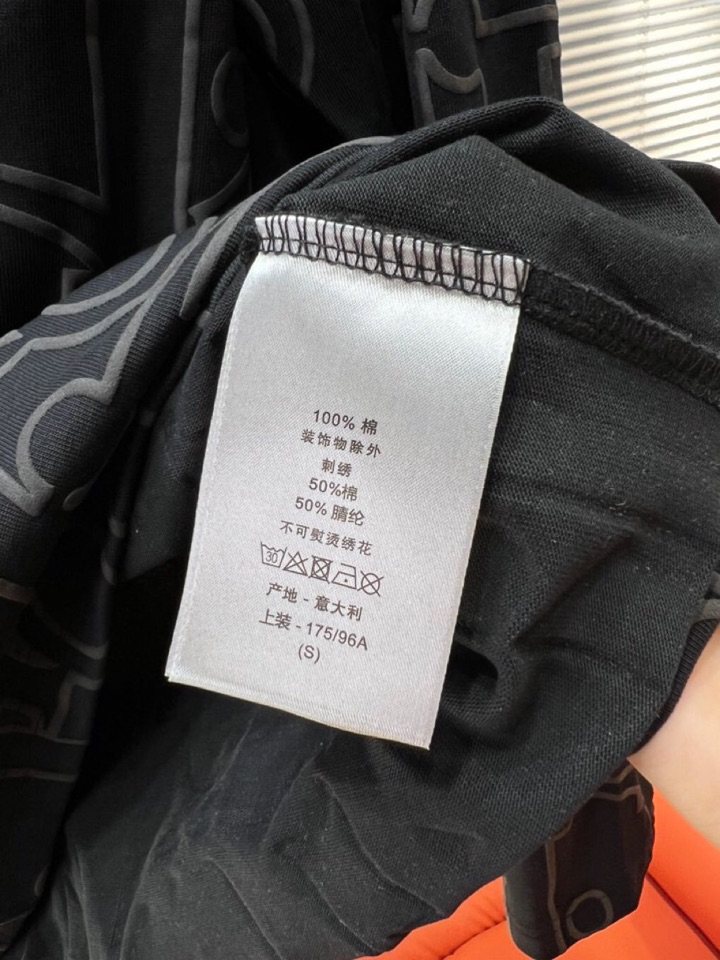 100% 棉
装饰物除外
刺绣
50%棉
50% 腈纶
不可熨烫绣花
30
产地 - 意大利
上装 - 175/96A
(S)